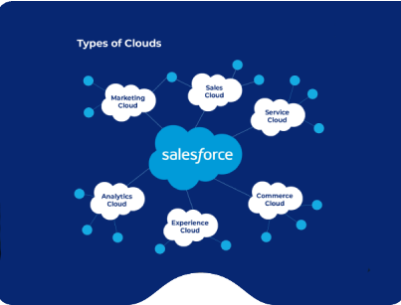 Types of Clouds
Marketing
Cloud
Sales
Cloud
Service
Cloud
salesforce
Analytics
Cloud
Experience
Cloud
Commerce
Cloud